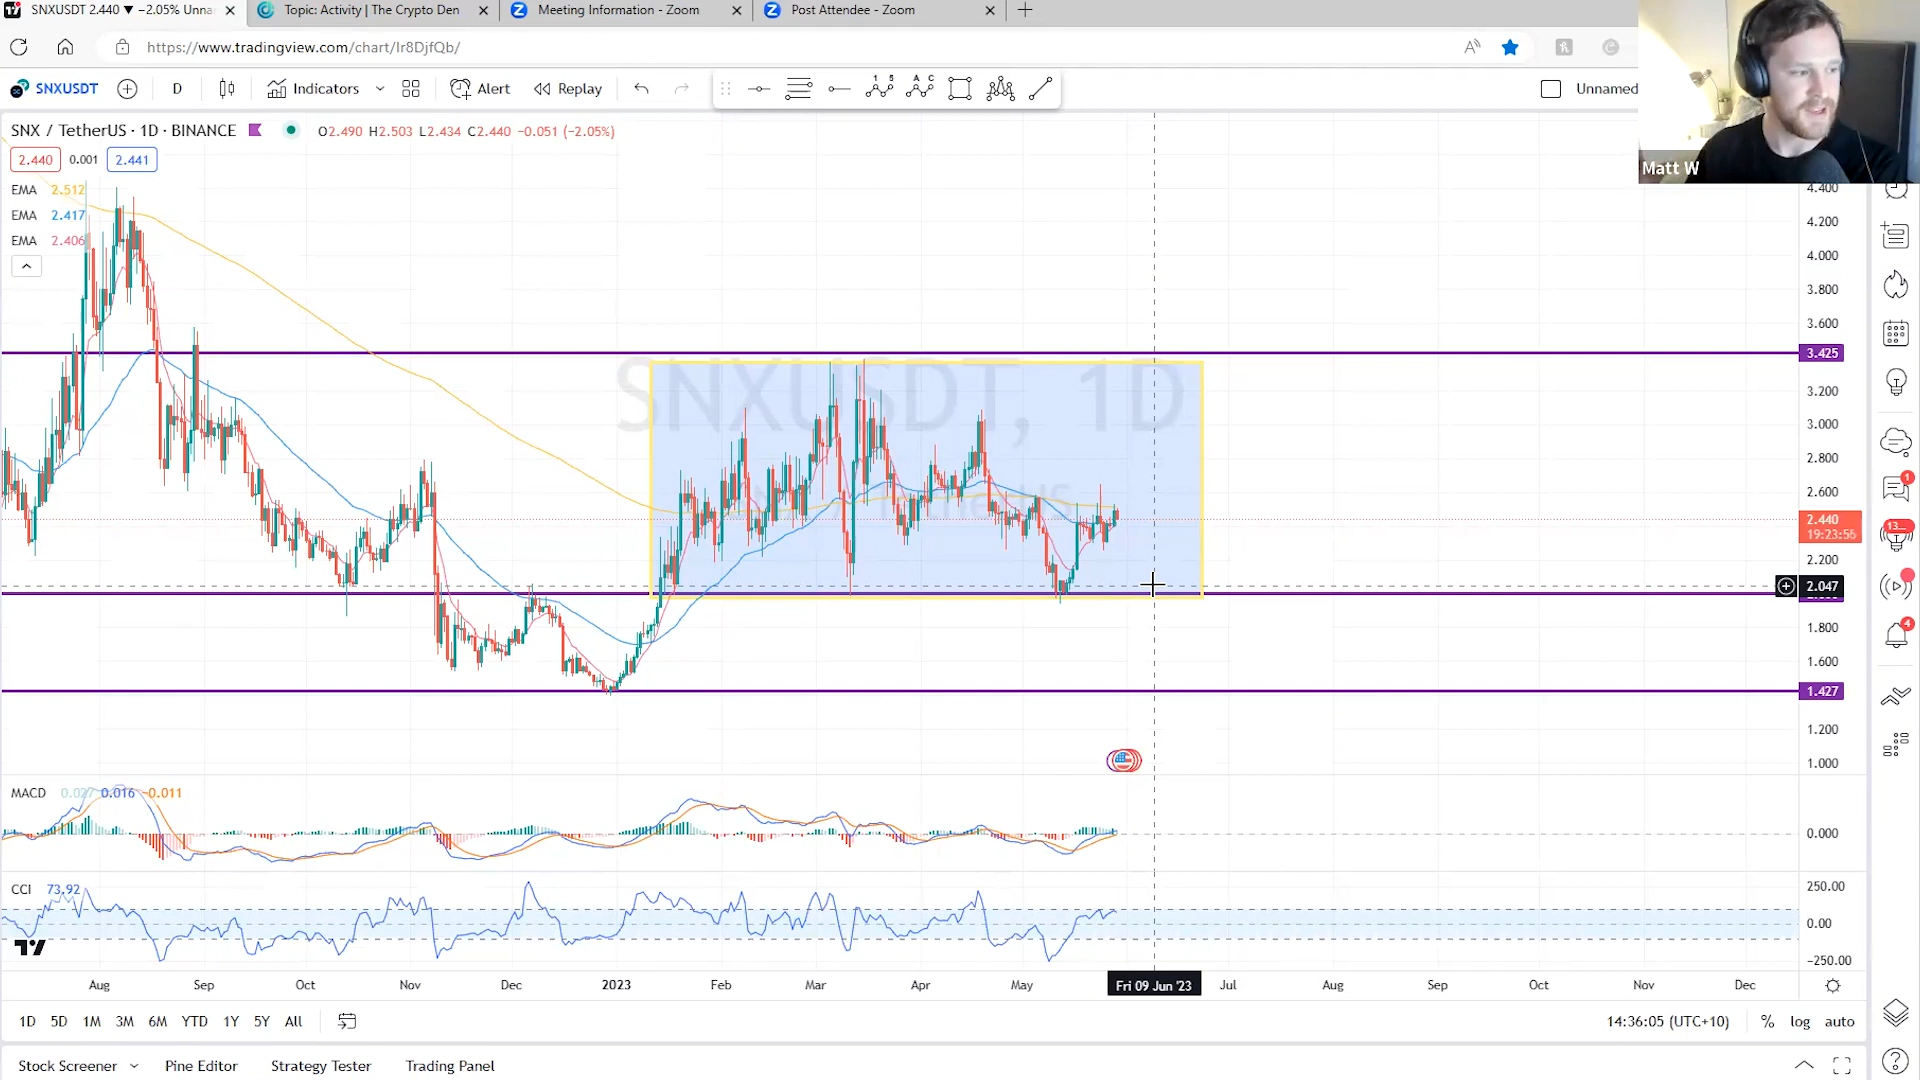 SNXUSDT 2.440 ▼ −2.05% Unna
Topic: Activity | The Crypto Den
Meeting Information - Zoom
Post Attendee - Zoom
https://www.tradingview.com/chart/Ir8DjfQb/
SNXUSDT
D
Indicators
Alert
Replay
Unnamed
Matt W
SNX / TetherUS · 1D · BINANCE
O2.490 H2.503 L2.434 C2.440 −0.051 (−2.05%)
2.440
0.001
2.441
EMA 2.512
EMA 2.417
EMA 2.406
SNXUSDT, 1D
4.400
4.200
4.000
3.800
3.600
3.425
3.200
3.000
2.800
2.600
2.440
19:23:56
2.200
2.047
1.800
1.600
1.427
1.200
1.000
MACD 0.027 0.016 −0.011
0.000
CCI 73.92
250.00
0.00
−250.00
Aug
Sep
Oct
Nov
Dec
2023
Feb
Mar
Apr
May
Fri 09 Jun '23
Jul
Aug
Sep
Oct
Nov
Dec
1D 5D 1M 3M 6M YTD 1Y 5Y All
14:36:05 (UTC+10)
% log auto
Stock Screener
Pine Editor
Strategy Tester
Trading Panel